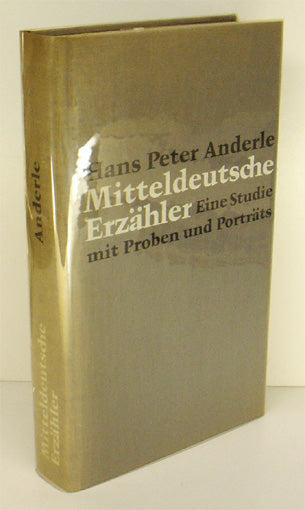 Hans Peter Anderle
Mitteldeutsche
Erzähler Eine Studie
mit Proben und Porträts
Anderle
Mitteldeutsche
Erzähler